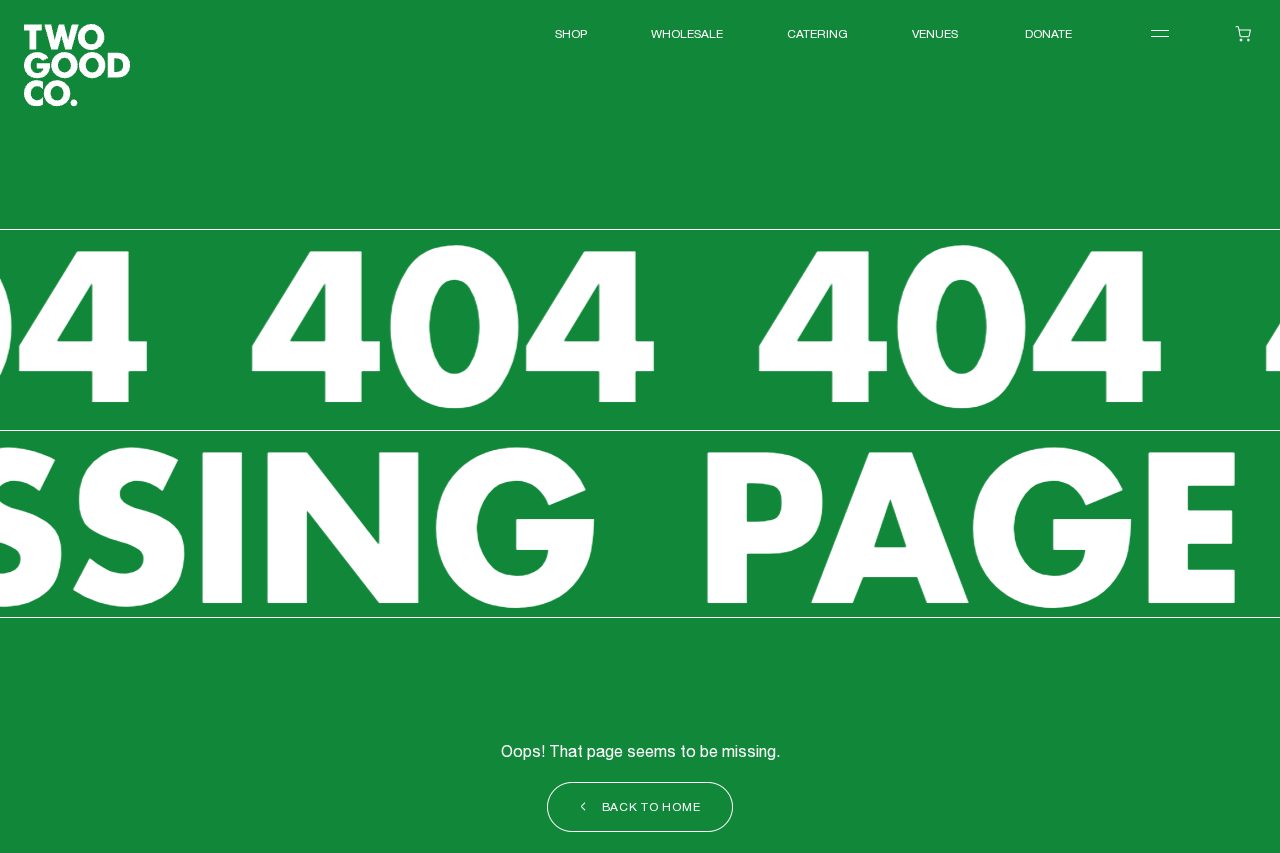 TWO
GOOD
CO.
SHOP WHOLESALE CATERING VENUES DONATE
04 404 404
SSING PAGE
Oops! That page seems to be missing.
BACK TO HOME